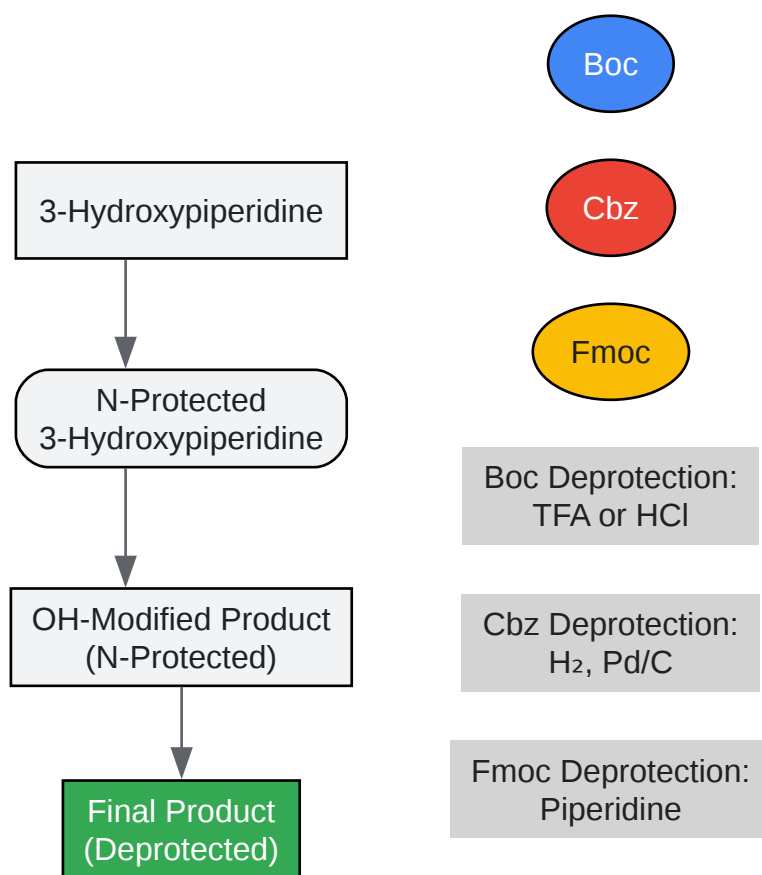 3-Hydroxypiperidine
N-Protected
3-Hydroxypiperidine
OH-Modified Product
(N-Protected)
Final Product
(Deprotected)
Boc
Cbz
Fmoc
Boc Deprotection:
TFA or HCl
Cbz Deprotection:
H₂, Pd/C
Fmoc Deprotection:
Piperidine